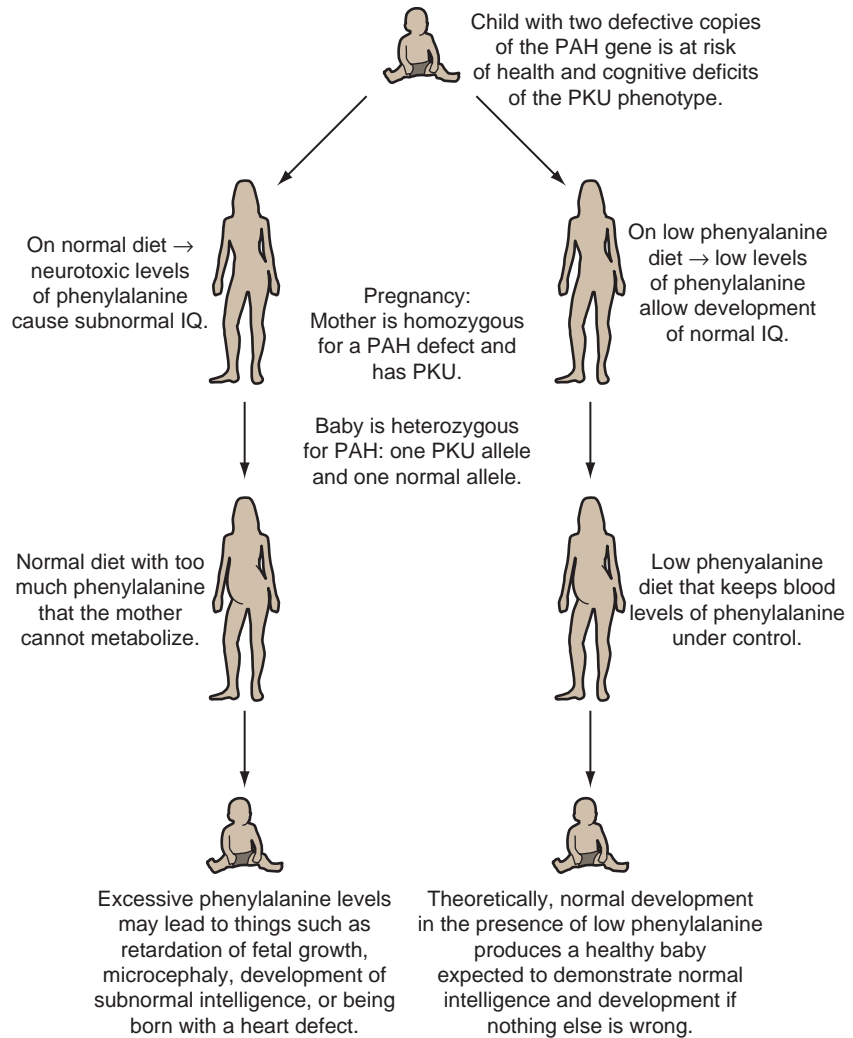 Child with two defective copies
of the PAH gene is at risk
of health and cognitive deficits
of the PKU phenotype.
On normal diet →
neurotoxic levels
of phenylalanine
cause subnormal IQ.
On low phenyalanine
diet → low levels
of phenylalanine
allow development
of normal IQ.
Pregnancy:
Mother is homozygous
for a PAH defect and
has PKU.
Baby is heterozygous
for PAH: one PKU allele
and one normal allele.
Normal diet with too
much phenylalanine
that the mother
cannot metabolize.
Low phenyalanine
diet that keeps blood
levels of phenylalanine
under control.
Excessive phenylalanine levels
may lead to things such as
retardation of fetal growth,
microcephaly, development of
subnormal intelligence, or being
born with a heart defect.
Theoretically, normal development
in the presence of low phenylalanine
produces a healthy baby
expected to demonstrate normal
intelligence and development if
nothing else is wrong.